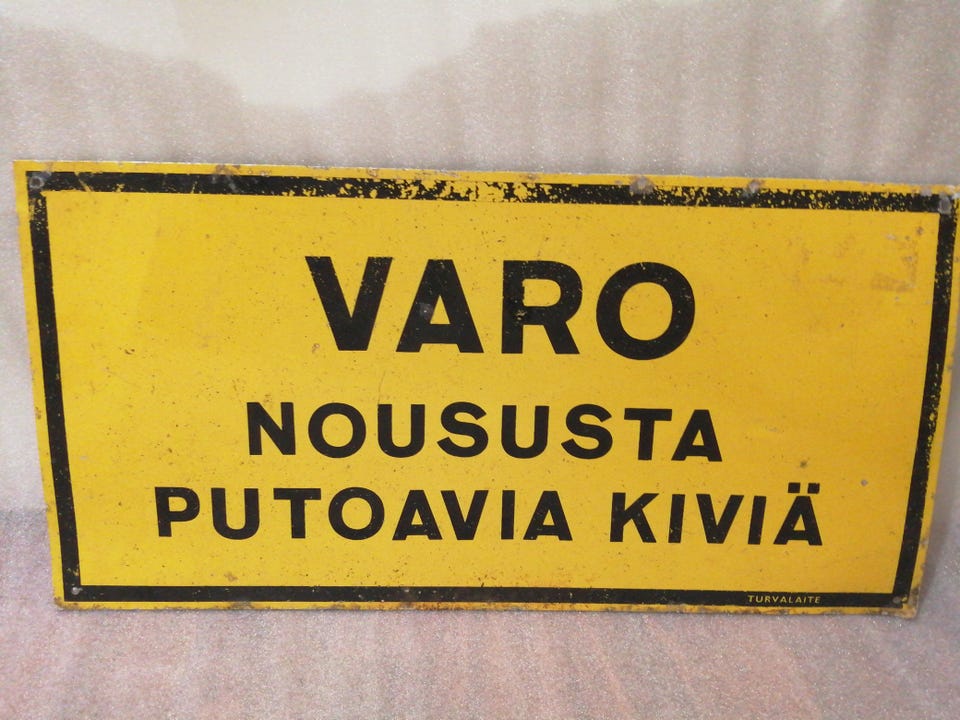 VARO
NOUSUSTA
PUTOAVIA KIVIÄ
TURVALAITE